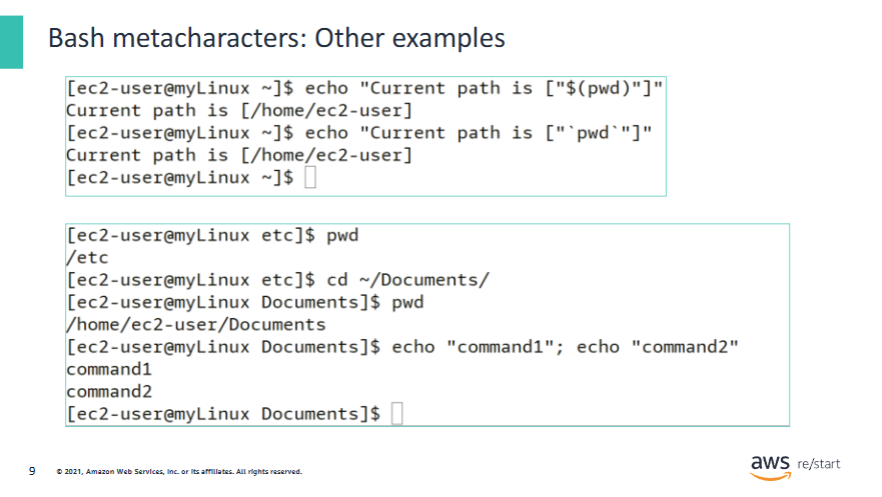 Bash metacharacters: Other examples
[ec2-user@myLinux ~]$ echo "Current path is ["$(pwd)"]"
Current path is [/home/ec2-user]
[ec2-user@myLinux ~]$ echo "Current path is ["`pwd`"]"
Current path is [/home/ec2-user]
[ec2-user@myLinux ~]$
[ec2-user@myLinux etc]$ pwd
/etc
[ec2-user@myLinux etc]$ cd ~/Documents/
[ec2-user@myLinux Documents]$ pwd
/home/ec2-user/Documents
[ec2-user@myLinux Documents]$ echo "command1"; echo "command2"
command1
command2
[ec2-user@myLinux Documents]$
9 © 2021, Amazon Web Services, Inc. or its affiliates. All rights reserved.
aws re/start